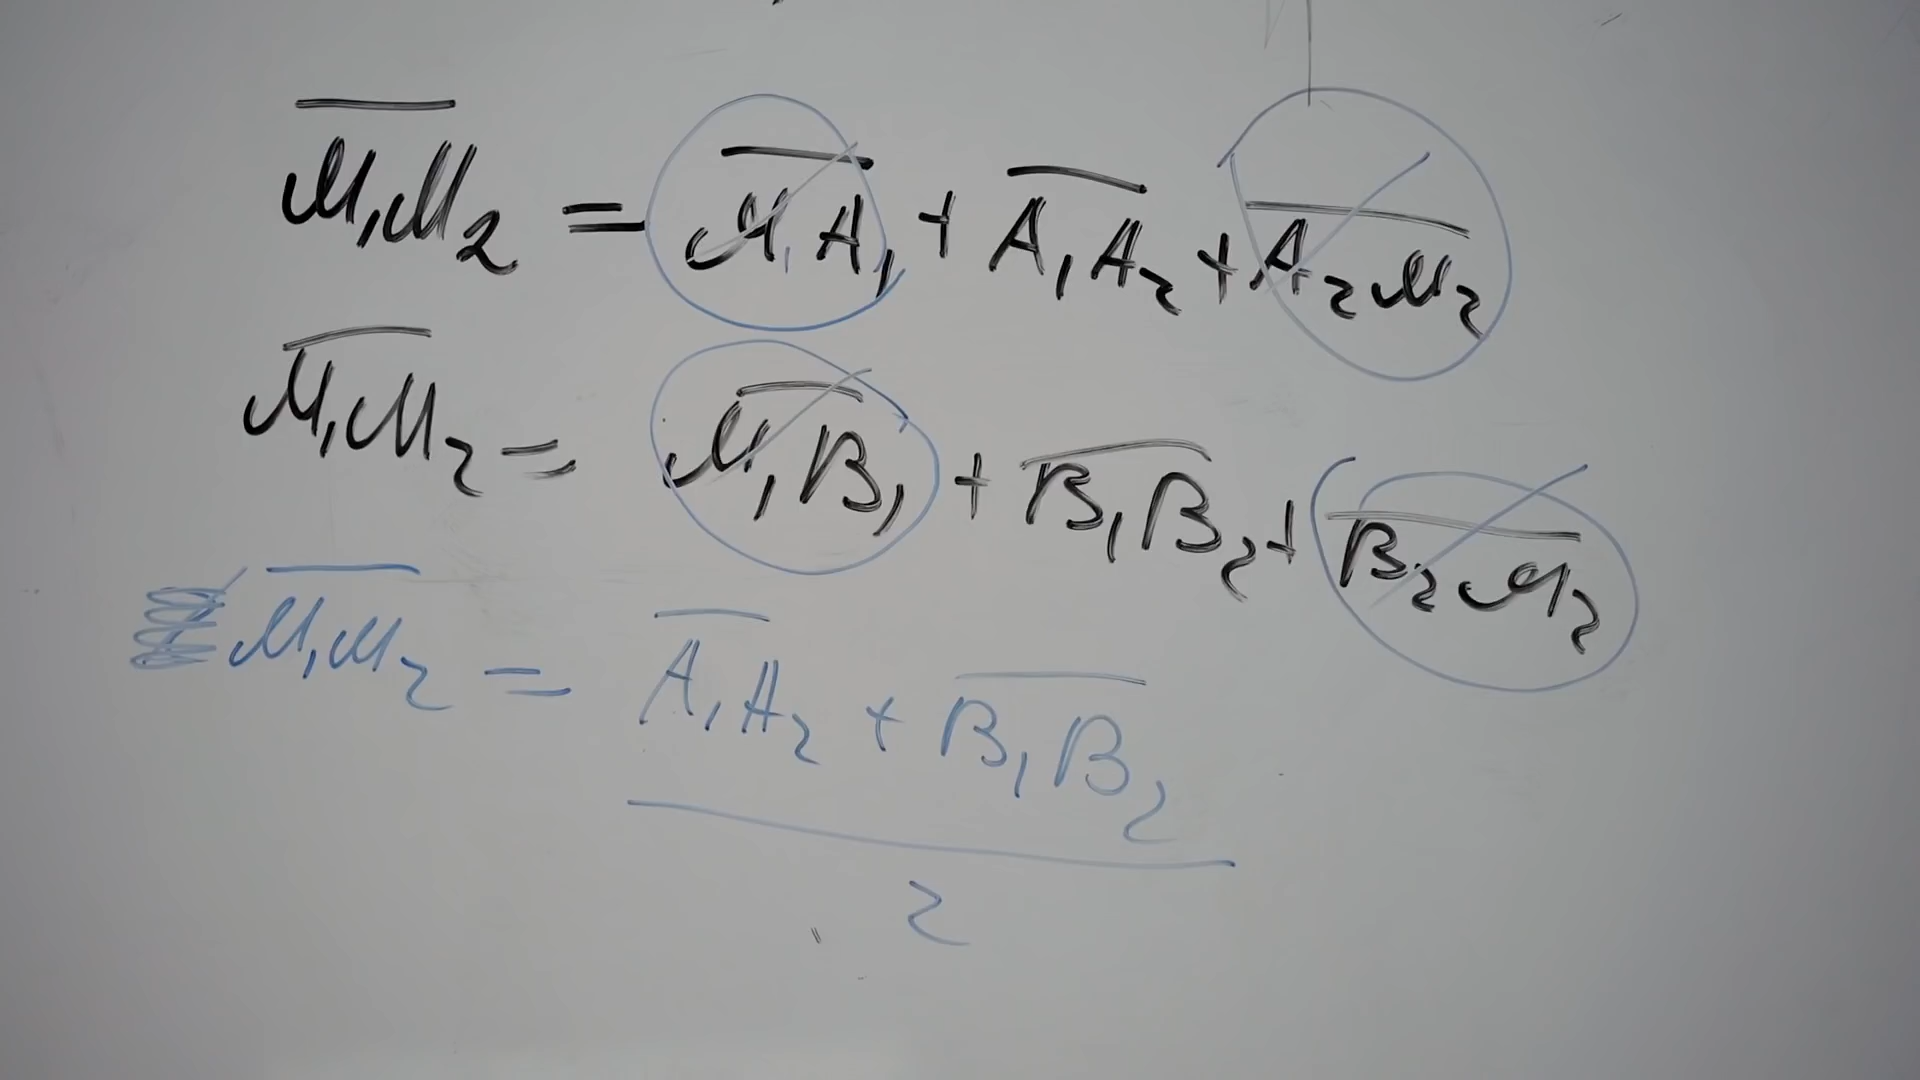 M₁M₂ = M₁A₁ + A₁A₂ + A₂M₂
M₁M₂ = M₁B₁ + B₁B₂ + B₂M₂
M₁M₂ = A₁A₂ + B₁B₂
2